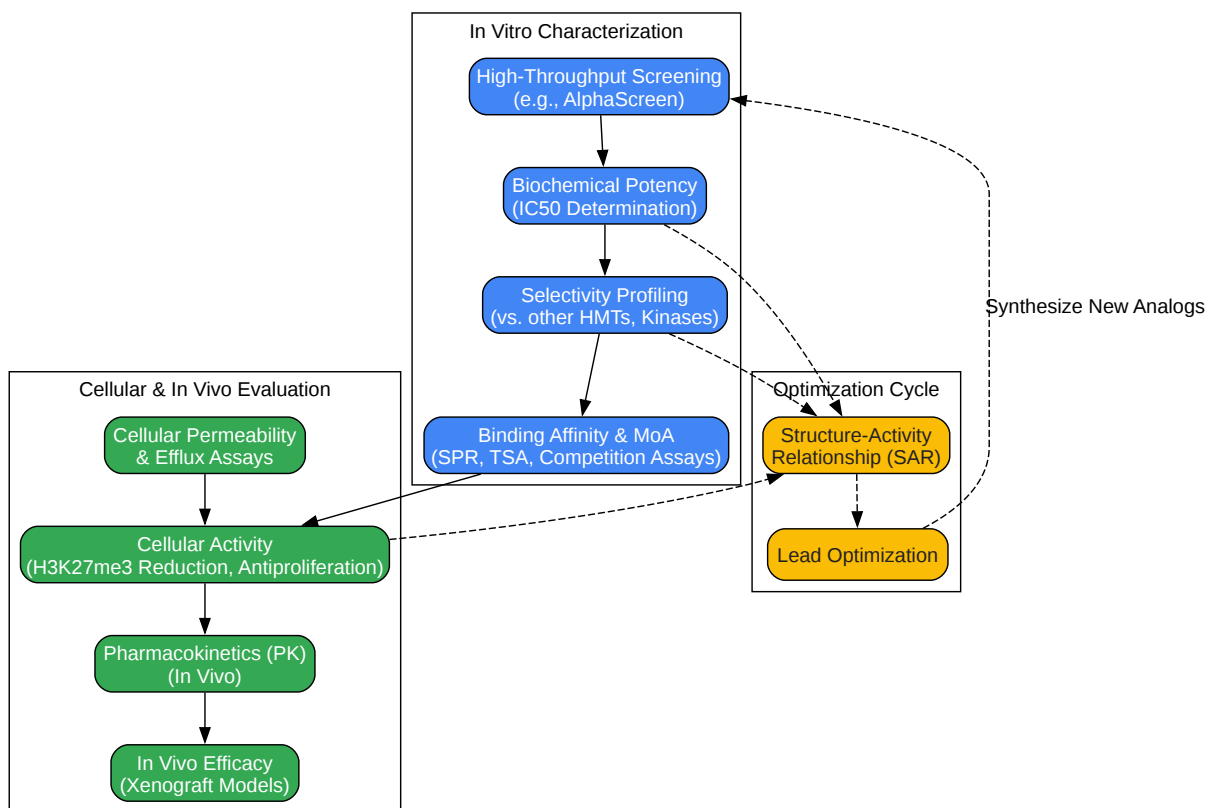 In Vitro Characterization
High-Throughput Screening
(e.g., AlphaScreen)
Biochemical Potency
(IC50 Determination)
Selectivity Profiling
(vs. other HMTs, Kinases)
Binding Affinity & MoA
(SPR, TSA, Competition Assays)
Synthesize New Analogs
Cellular & In Vivo Evaluation
Cellular Permeability
& Efflux Assays
Cellular Activity
(H3K27me3 Reduction, Antiproliferation)
Pharmacokinetics (PK)
(In Vivo)
In Vivo Efficacy
(Xenograft Models)
Optimization Cycle
Structure-Activity
Relationship (SAR)
Lead Optimization